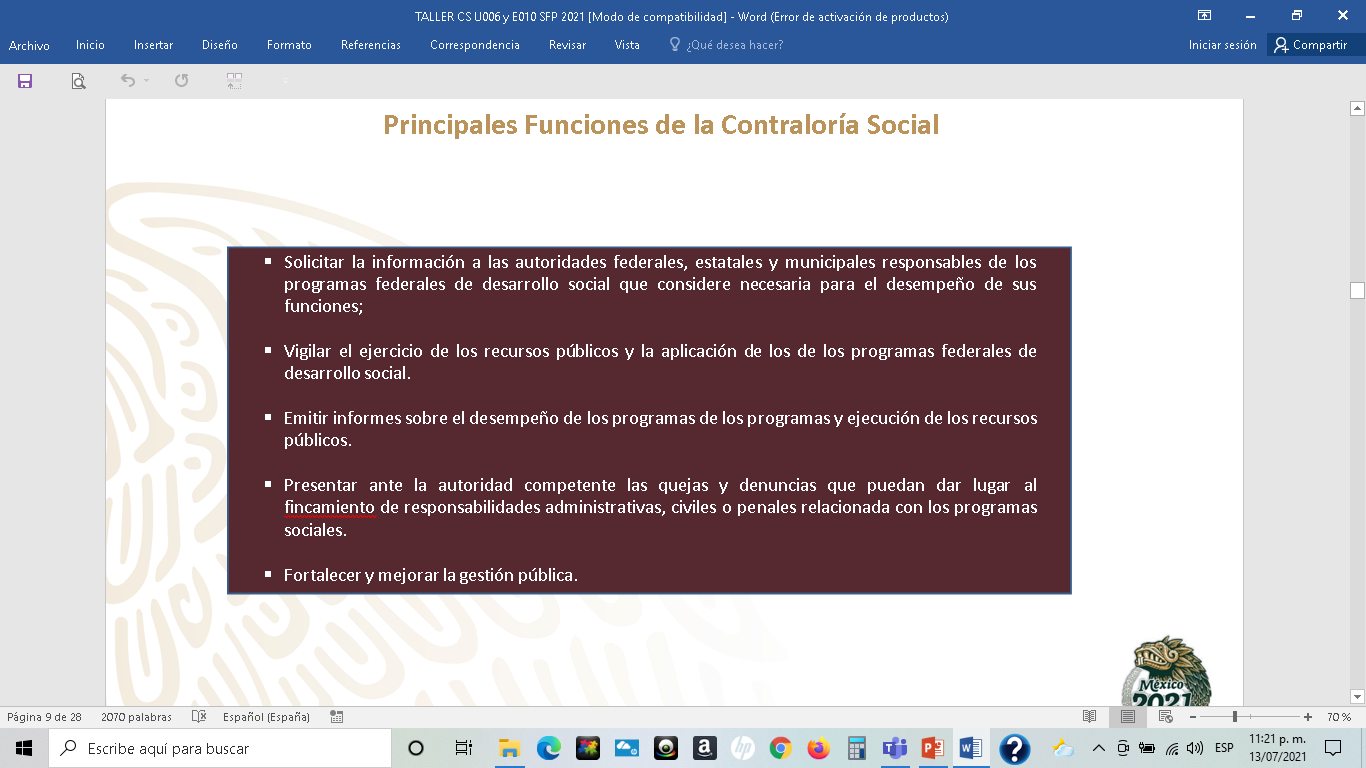 TALLER CS U006 y E010 SFP 2021 [Modo de compatibilidad] - Word (Error de activación de productos)
Archivo Inicio Insertar Diseño Formato Referencias Correspondencia Revisar Vista ¿Qué desea hacer? Iniciar sesión Compartir
Principales Funciones de la Contraloría Social
▪ Solicitar la información a las autoridades federales, estatales y municipales responsables de los
programas federales de desarrollo social que considere necesaria para el desempeño de sus
funciones;
▪ Vigilar el ejercicio de los recursos públicos y la aplicación de los de los programas federales de
desarrollo social.
▪ Emitir informes sobre el desempeño de los programas de los programas y ejecución de los recursos
públicos.
▪ Presentar ante la autoridad competente las quejas y denuncias que puedan dar lugar al
fincamiento de responsabilidades administrativas, civiles o penales relacionada con los programas
sociales.
▪ Fortalecer y mejorar la gestión pública.
México
2021
Página 9 de 28 2070 palabras Español (España) 70 %
Escribe aquí para buscar
ESP
11:21 p. m.
13/07/2021